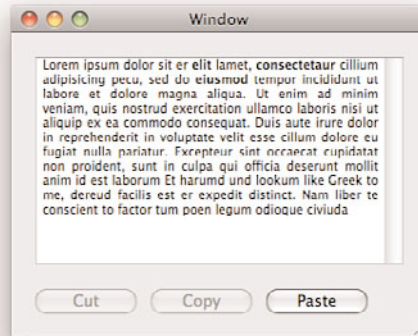 Window
Lorem ipsum dolor sit er elit lamet, consectetaur cillium
adipisicing pecu, sed do eiusmod tempor incididunt ut
labore et dolore magna aliqua. Ut enim ad minim
veniam, quis nostrud exercitation ullamco laboris nisi ut
aliquip ex ea commodo consequat. Duis aute irure dolor
in reprehenderit in voluptate velit esse cillum dolore eu
fugiat nulla pariatur. Excepteur sint occaecat cupidatat
non proident, sunt in culpa qui officia deserunt mollit
anim id est laborum Et harumd und lookum like Greek to
me, dereud facilis est er expedit distinct. Nam liber te
conscient to factor tum poen legum odioque civiuda
Cut Copy Paste